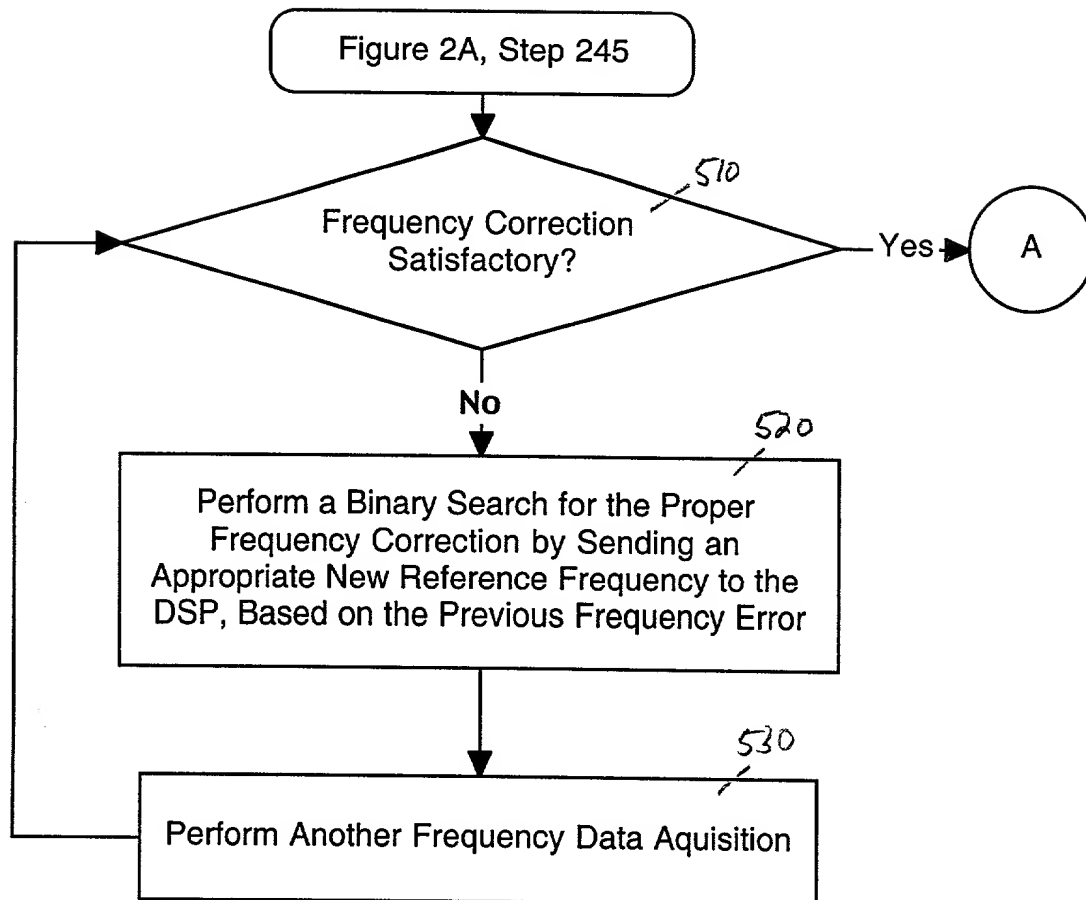 Figure 2A, Step 245
510
Frequency Correction
Satisfactory?
Yes
A
No
520
Perform a Binary Search for the Proper
Frequency Correction by Sending an
Appropriate New Reference Frequency to the
DSP, Based on the Previous Frequency Error
530
Perform Another Frequency Data Aquisition